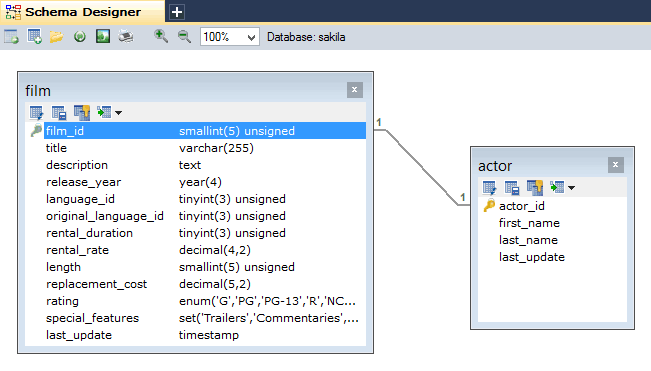 Schema Designer
100% Database: sakila
film x
film_id smallint(5) unsigned
title varchar(255)
description text
release_year year(4)
language_id tinyint(3) unsigned
original_language_id tinyint(3) unsigned
rental_duration tinyint(3) unsigned
rental_rate decimal(4,2)
length smallint(5) unsigned
replacement_cost decimal(5,2)
rating enum('G','PG','PG-13','R','NC...
special_features set('Trailers','Commentaries',...
last_update timestamp
1
1
actor x
actor_id
first_name
last_name
last_update